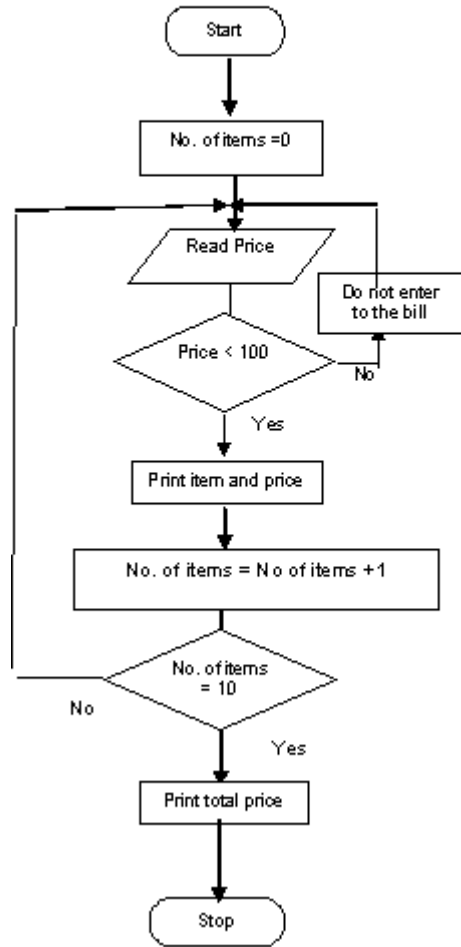 Start
No. of items =0
Read Price
Do not enter
to the bill
Price < 100
No
Yes
Print item and price
No. of items = No of items +1
No. of items
= 10
No
Yes
Print total price
Stop